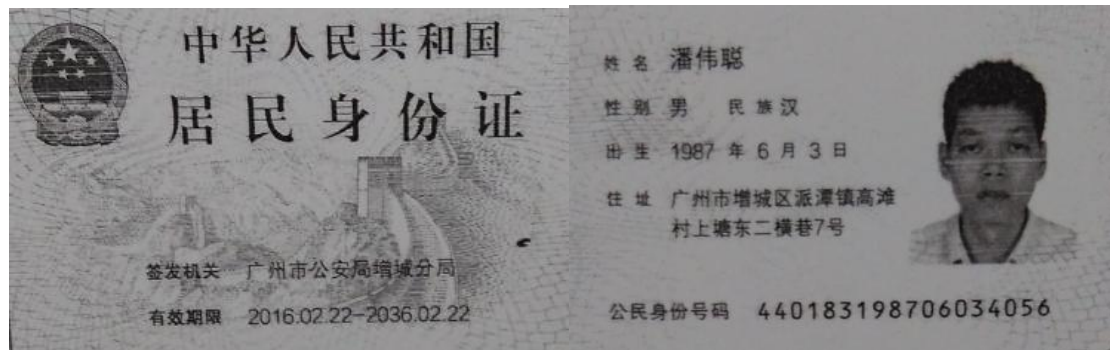 中华人民共和国
居民身份证
签发机关 广州市公安局增城分局
有效期限 2016.02.22-2036.02.22
姓名 潘伟聪
性别 男 民族汉
出生 1987 年 6 月 3 日
住址 广州市增城区派潭镇高滩
村上塘东二横巷7号
公民身份号码 440183198706034056